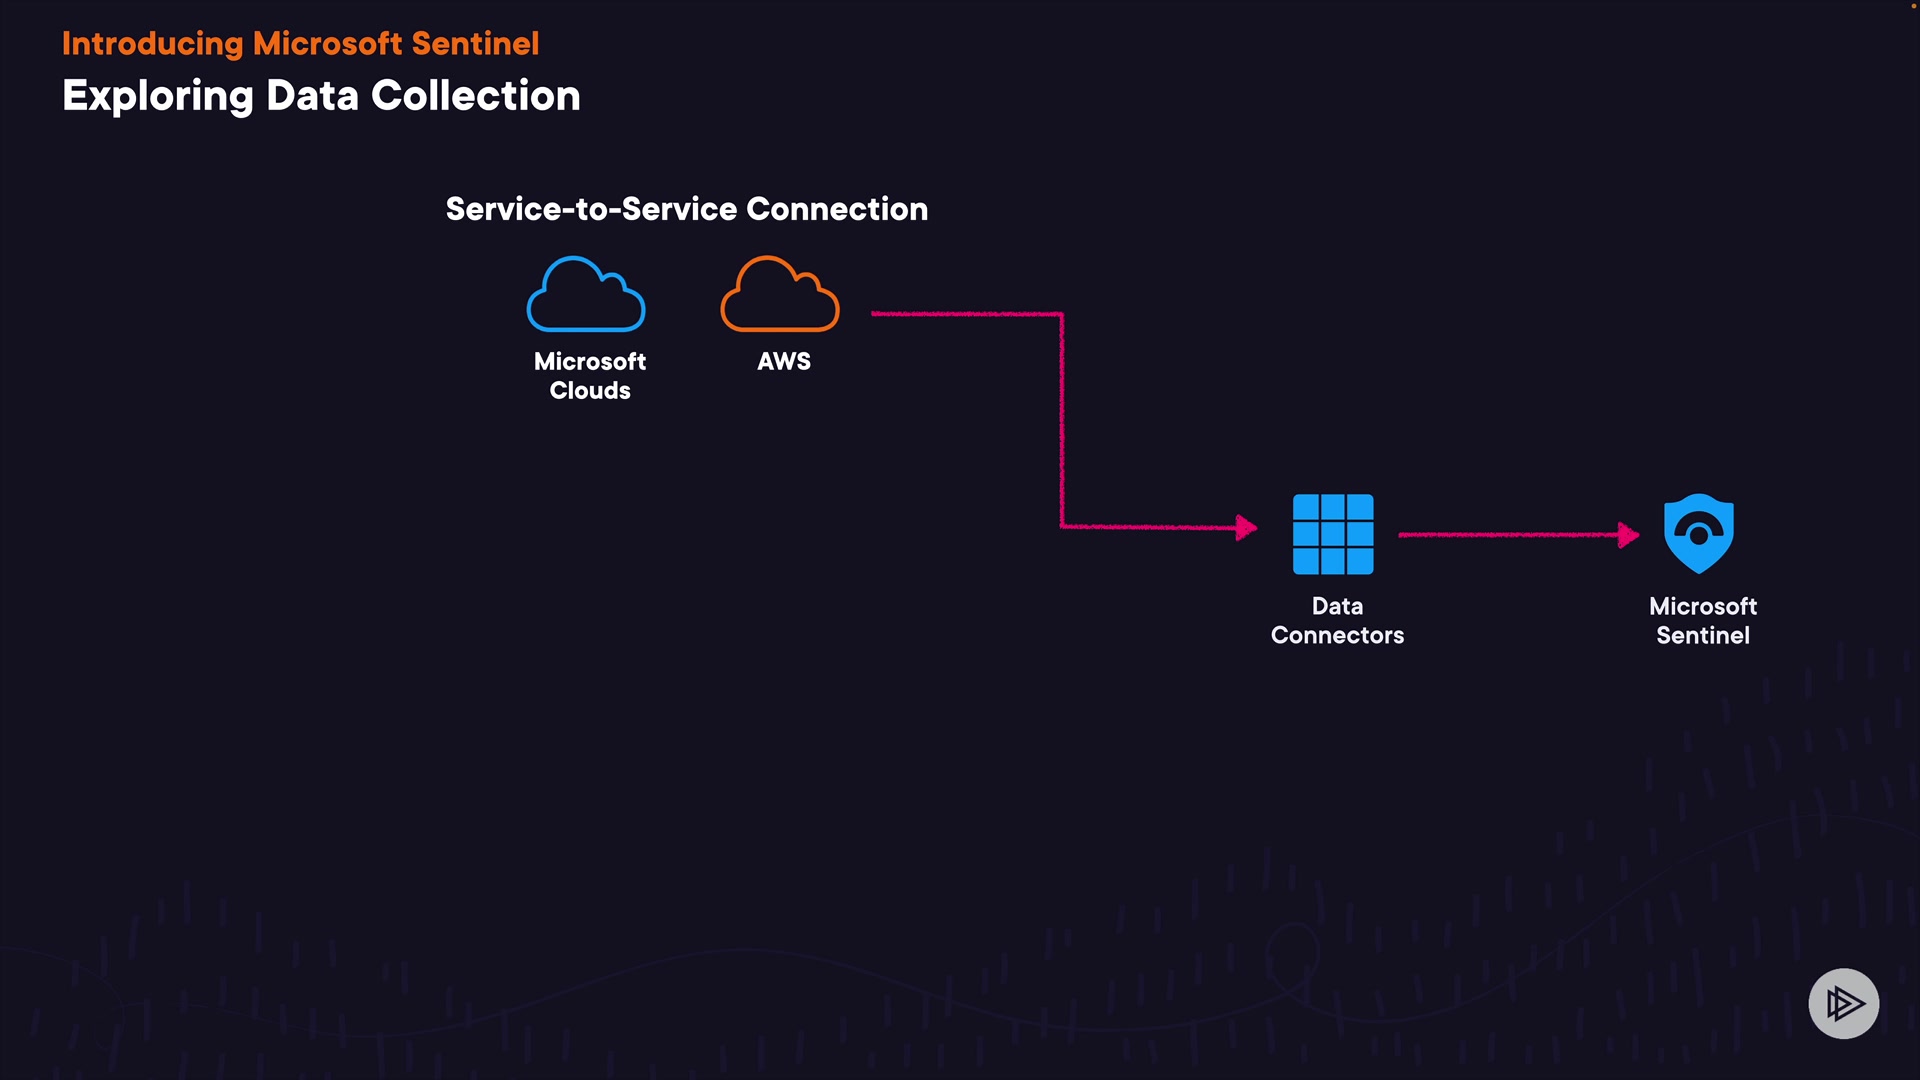 Introducing Microsoft Sentinel
Exploring Data Collection
Service-to-Service Connection
Microsoft
Clouds
AWS
Data
Connectors
Microsoft
Sentinel